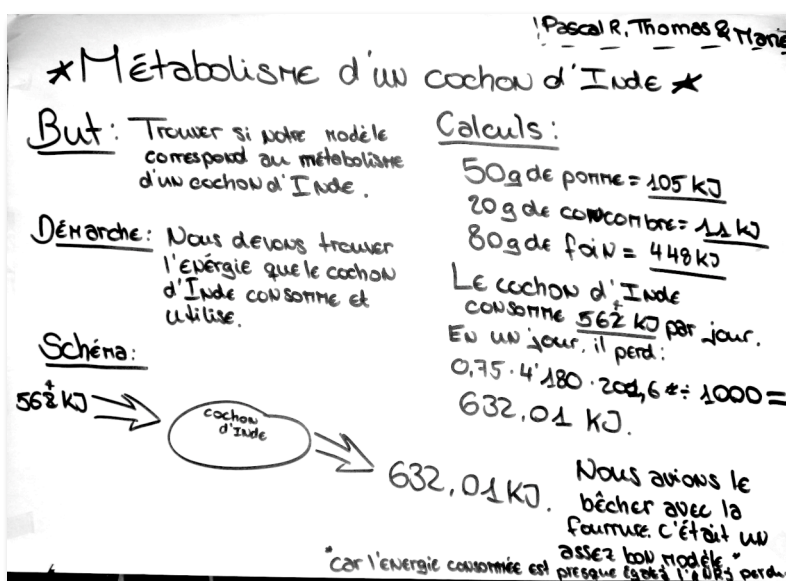 ! Pascal R, Thomas & Marie
*Métabolisme d'un cochon d'Inde*
But: Trouver si notre modèle
correspond au métabolisme
d'un cochon d'Inde.
Démarche: Nous devons trouver
l'énergie que le cochon
d'Inde consomme et
utilise.
Schéma:
564 KJ
cochon
d'Inde
632,01 KJ.
Calculs:
50g de pomme = 105 kJ
20g de concombre = 11 kJ
80g de foin = 448 kJ
Le cochon d'Inde
consomme 564 kJ par jour.
En un jour, il perd:
0,75 · 4'180 · 201,6 ÷ 1000 =
632,01 KJ.
Nous avions le
bêcher avec la
fourrure. C'était un
assez bon modèle.*
*car l'énergie consommée est presque égale à l'énergie perdue